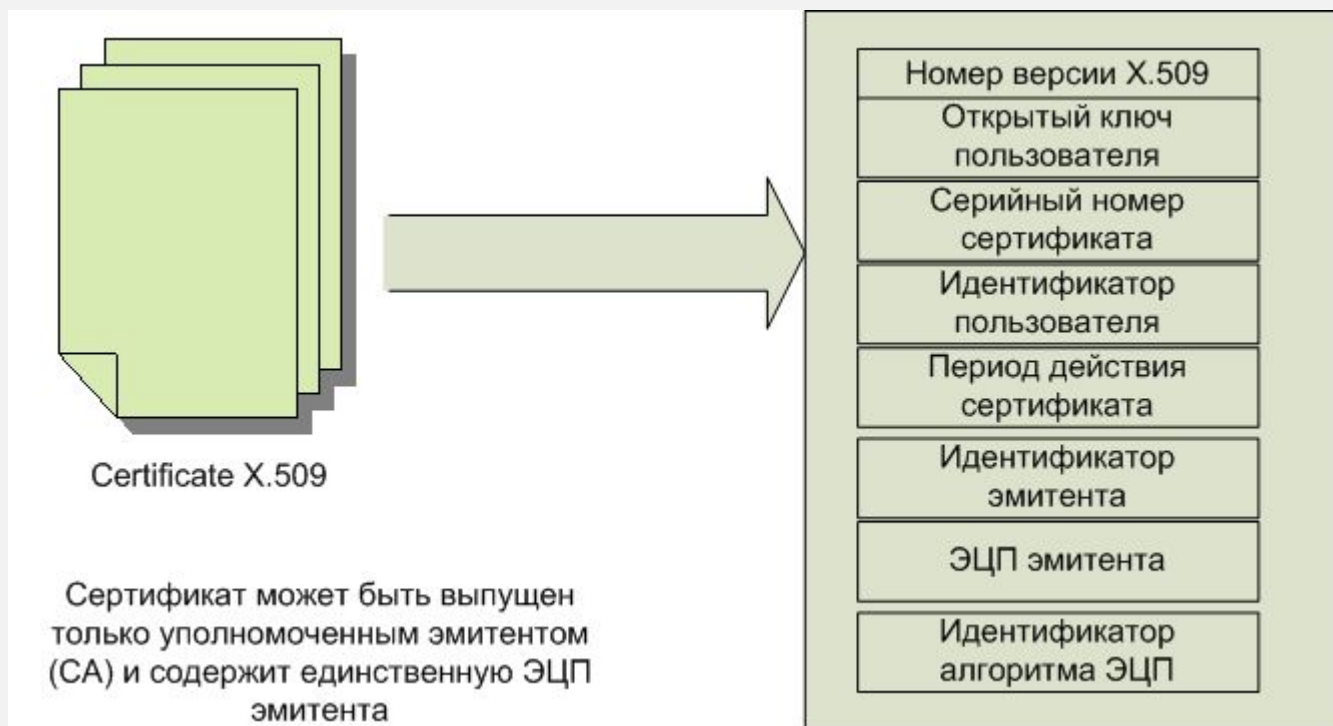 Certificate X.509
Сертификат может быть выпущен
только уполномоченным эмитентом
(CA) и содержит единственную ЭЦП
эмитента
Номер версии X.509
Открытый ключ
пользователя
Серийный номер
сертификата
Идентификатор
пользователя
Период действия
сертификата
Идентификатор
эмитента
ЭЦП эмитента
Идентификатор
алгоритма ЭЦП